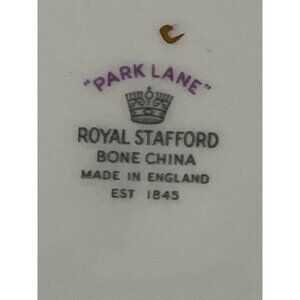 "PARK LANE"
ROYAL STAFFORD
BONE CHINA
MADE IN ENGLAND
EST 1845